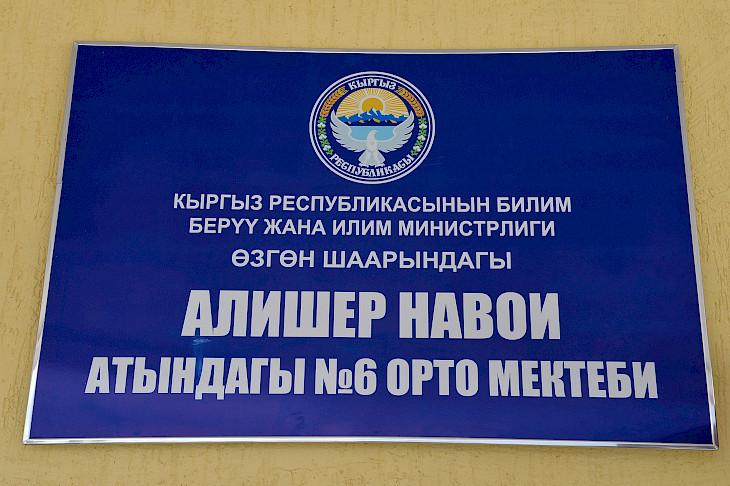 КЫРГЫЗ
РЕСПУБЛИКАСЫ
КЫРГЫЗ РЕСПУБЛИКАСЫНЫН БИЛИМ
БЕРҮҮ ЖАНА ИЛИМ МИНИСТРЛИГИ
ӨЗГӨН ШААРЫНДАГЫ
АЛИШЕР НАВОИ
АТЫНДАГЫ №6 ОРТО МЕКТЕБИ